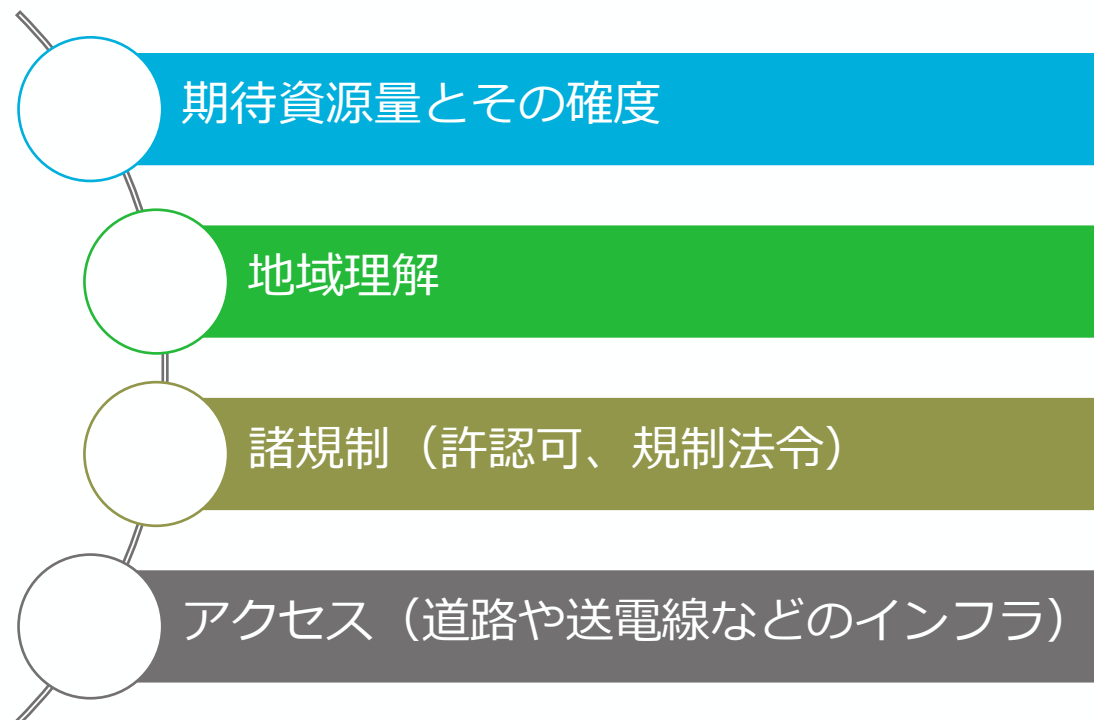 期待資源量とその確度
地域理解
諸規制（許認可、規制法令）
アクセス（道路や送電線などのインフラ）